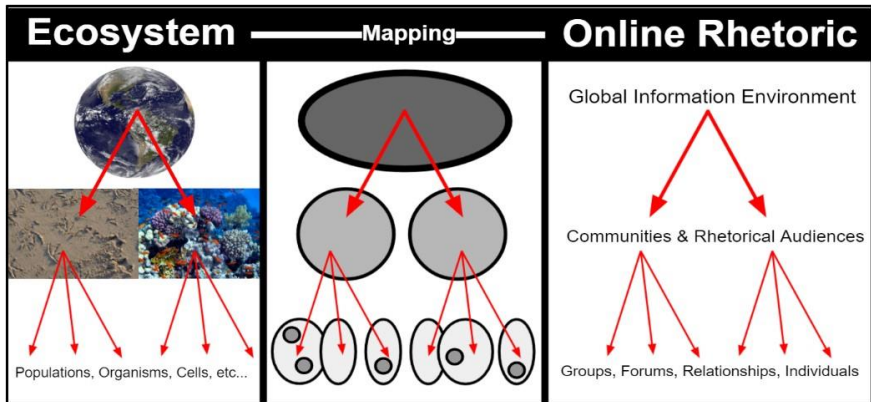 Ecosystem
Mapping
Online Rhetoric
Global Information Environment
Communities & Rhetorical Audiences
Populations, Organisms, Cells, etc...
Groups, Forums, Relationships, Individuals